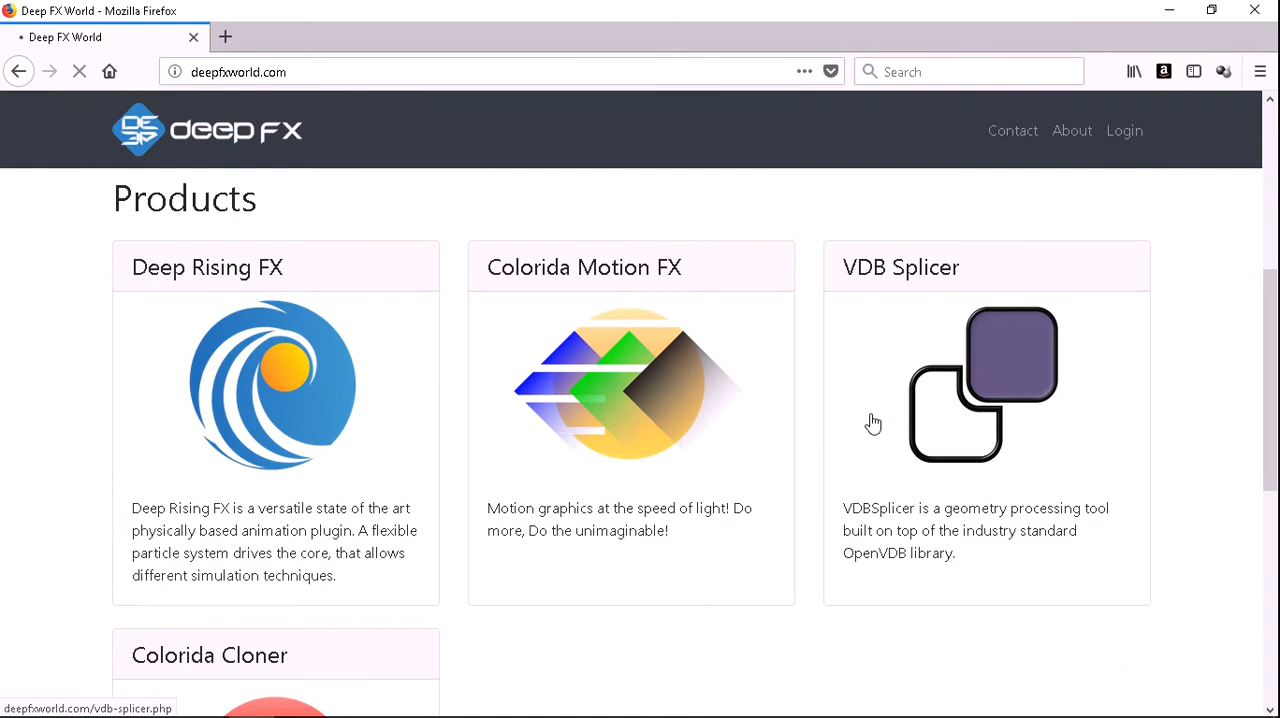 Deep FX World - Mozilla Firefox
• Deep FX World
deepfxworld.com
Search
deep FX
Contact About Login
Products
Deep Rising FX
Deep Rising FX is a versatile state of the art
physically based animation plugin. A flexible
particle system drives the core, that allows
different simulation techniques.
Colorida Motion FX
Motion graphics at the speed of light! Do
more, Do the unimaginable!
VDB Splicer
VDBSplicer is a geometry processing tool
built on top of the industry standard
OpenVDB library.
Colorida Cloner
deepfxworld.com/vdb-splicer.php